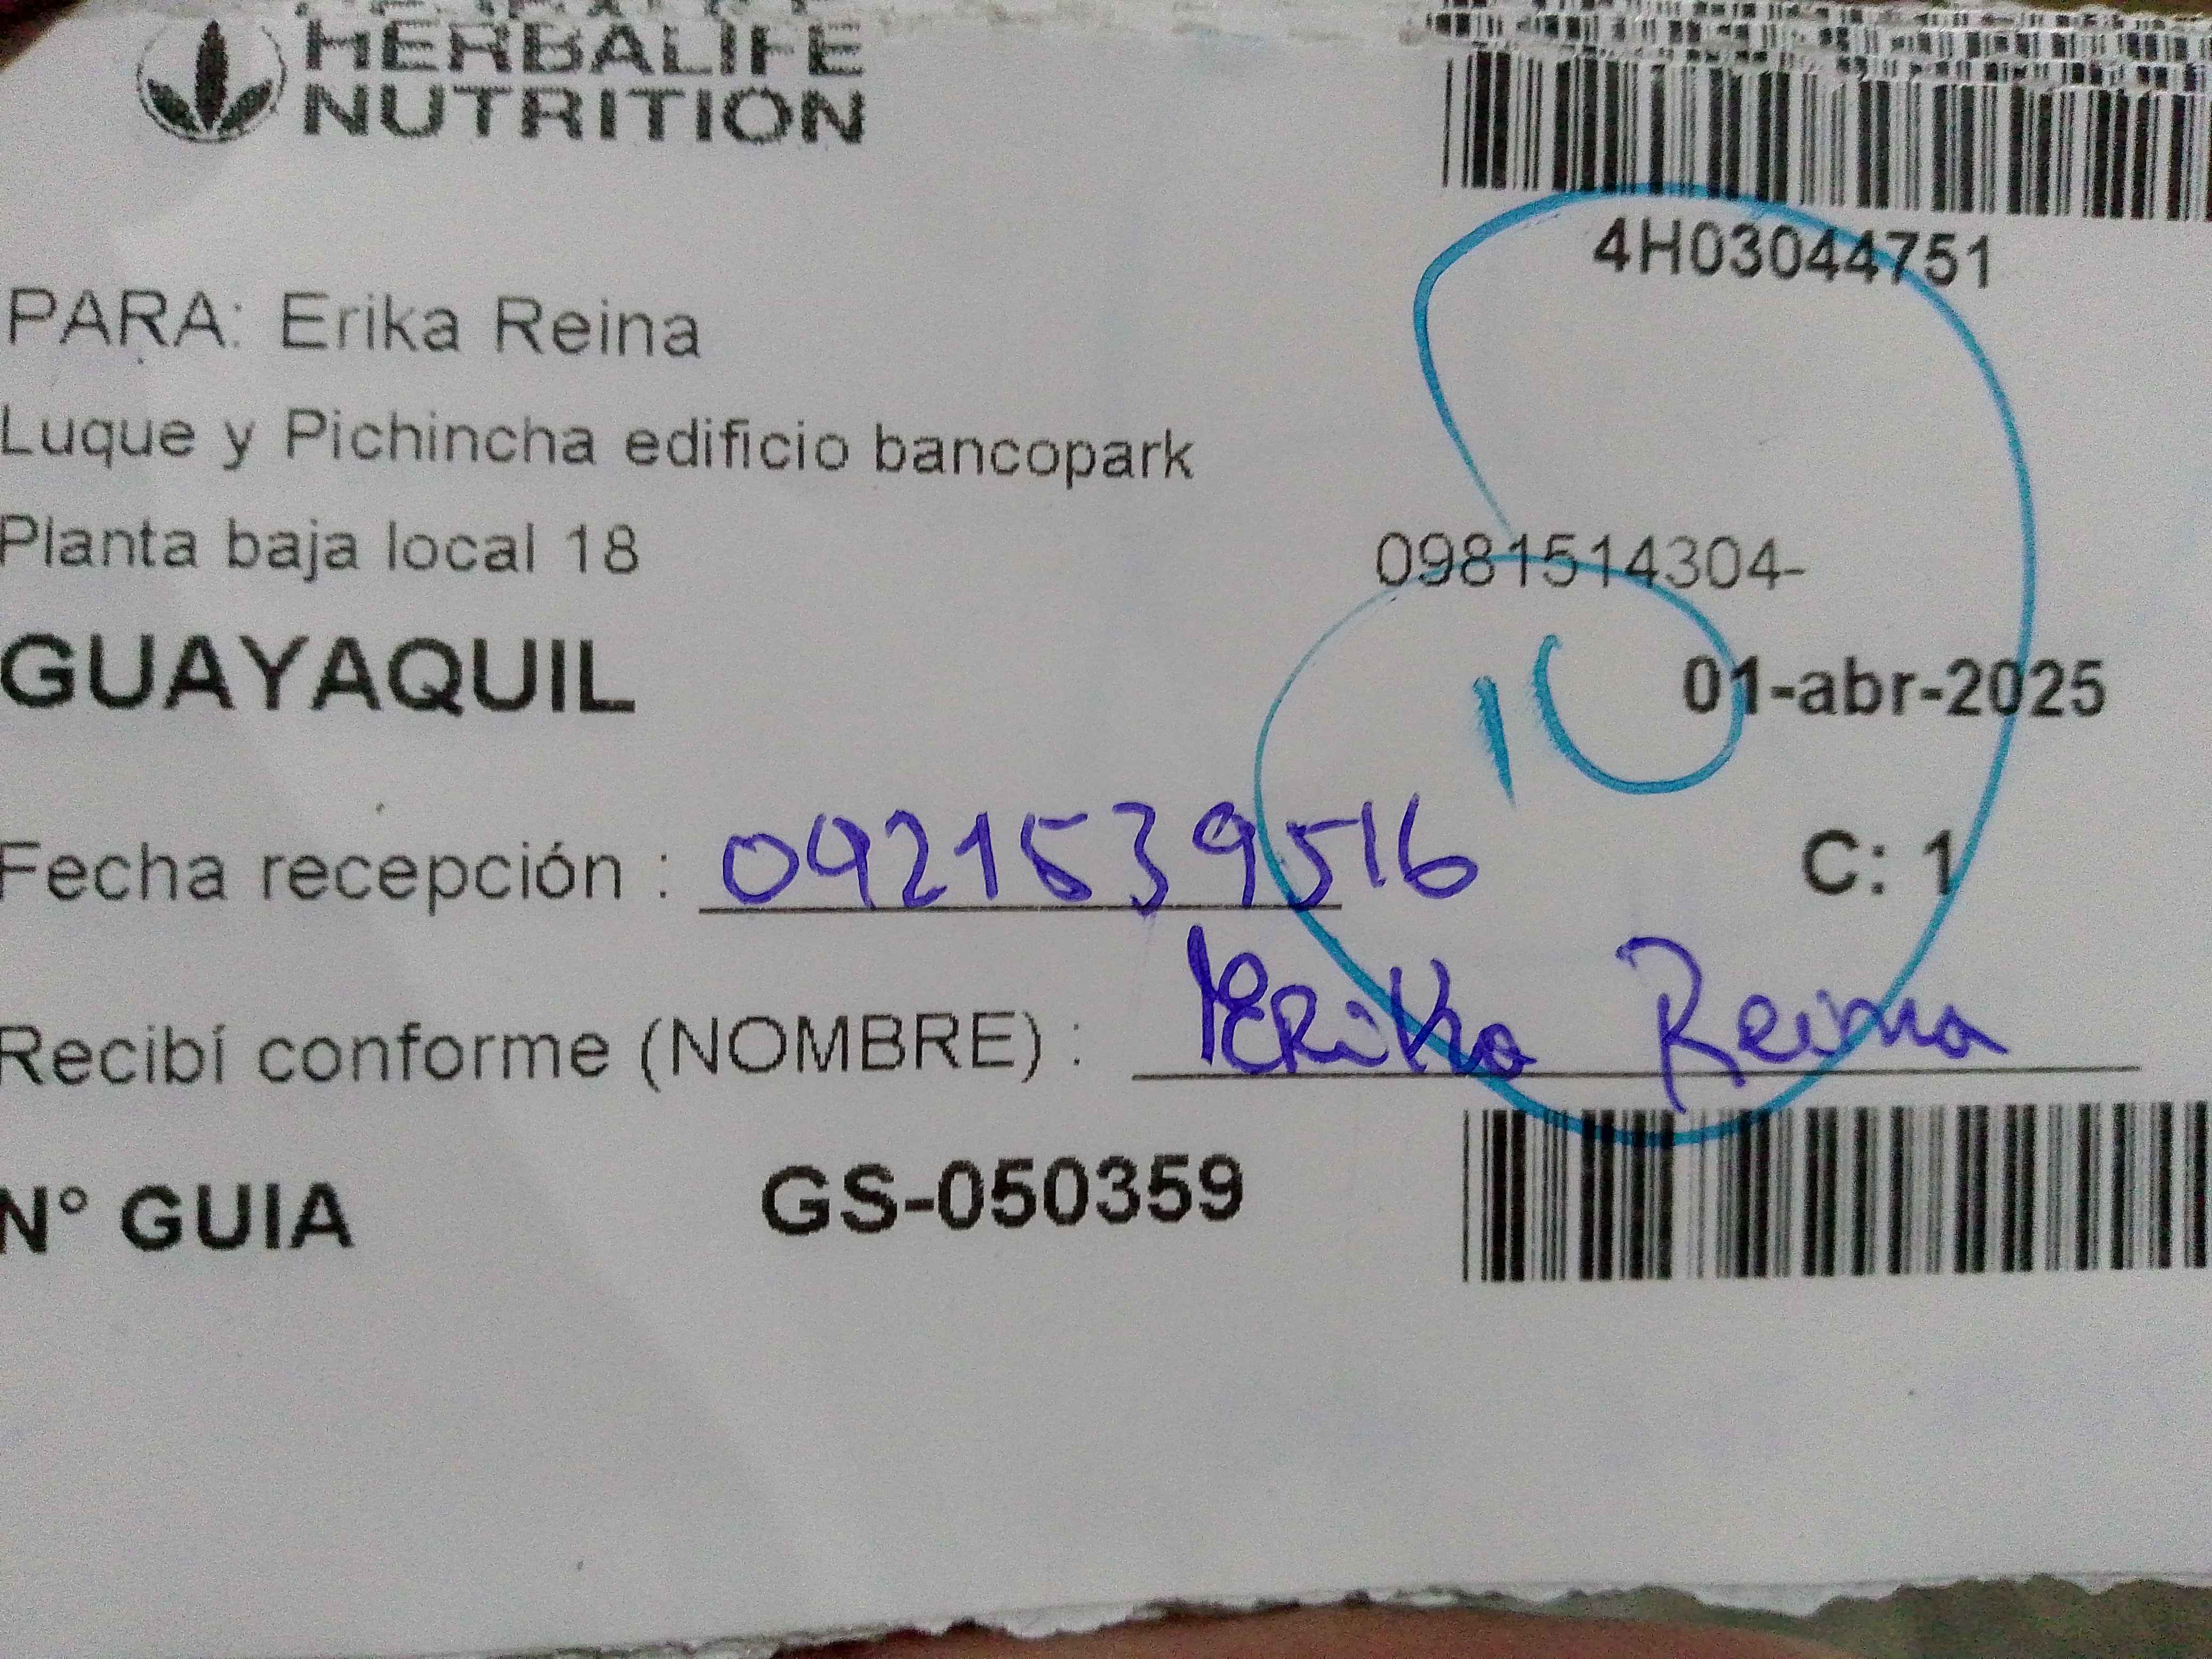 HERBALIFE
NUTRITION
4H03044751
PARA: Erika Reina
Luque y Pichincha edificio bancopark
Planta baja local 18
0981514304-
GUAYAQUIL
01-abr-2025
10
Fecha recepción : 0921539516
C: 1
Recibí conforme (NOMBRE) : Erika Reina
N° GUIA GS-050359